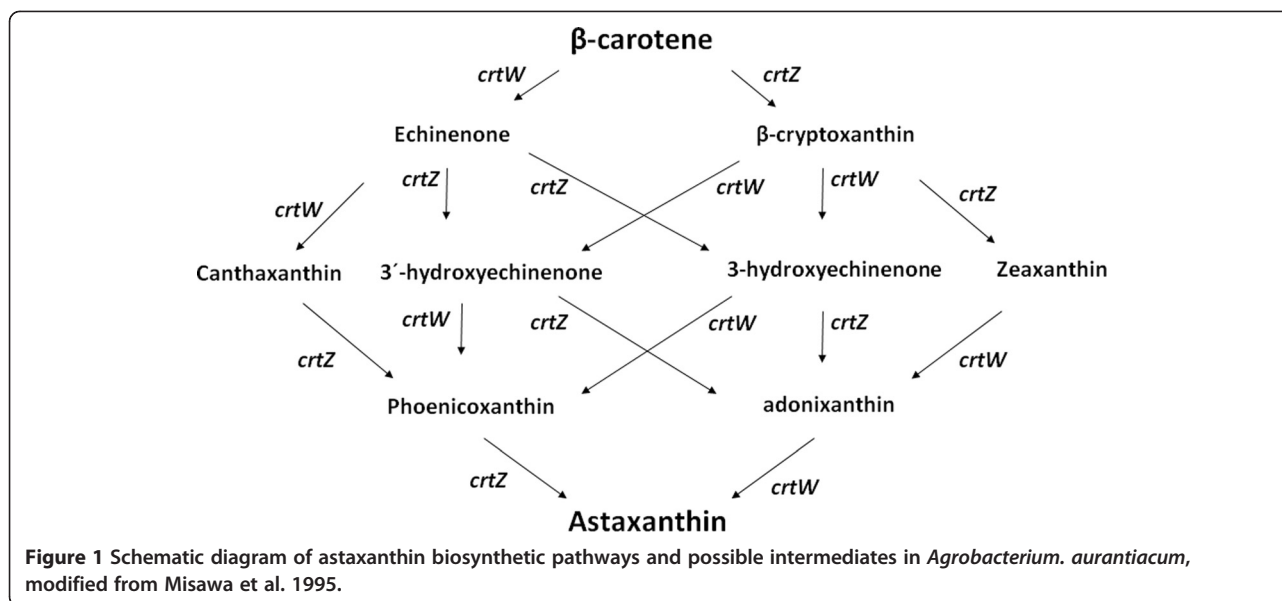 β-carotene
crtW
crtZ
Echinenone
β-cryptoxanthin
crtZ
crtZ
crtW
crtW
crtZ
crtW
Canthaxanthin
3´-hydroxyechinenone
3-hydroxyechinenone
Zeaxanthin
crtW
crtZ
crtW
crtZ
crtZ
crtW
Phoenicoxanthin
adonixanthin
crtZ
crtW
Astaxanthin
Figure 1 Schematic diagram of astaxanthin biosynthetic pathways and possible intermediates in Agrobacterium. aurantiacum,
modified from Misawa et al. 1995.